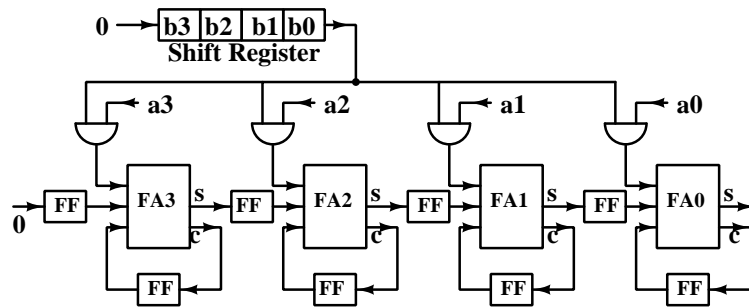 0 b3 b2 b1 b0
Shift Register
a3 a2 a1 a0
FF FA3 s FF FA2 s FF FA1 s FF FA0 s
0 c c c c
FF FF FF FF